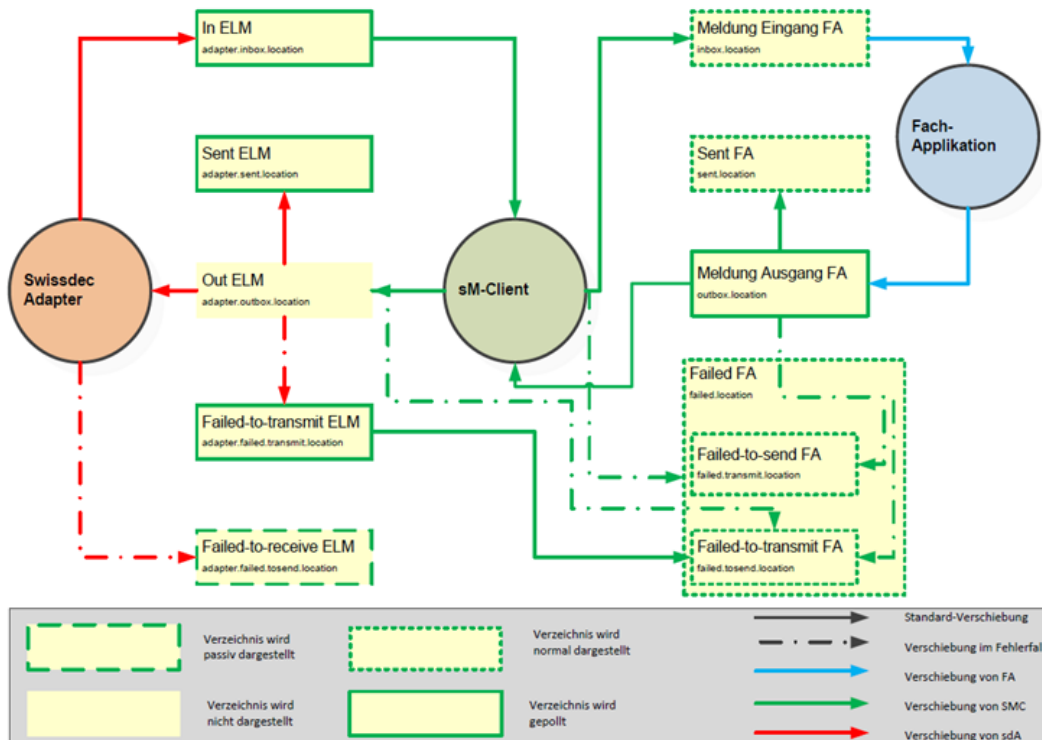 In ELM
adapter.inbox.location
Meldung Eingang FA
inbox.location
Fach-
Applikation
Sent ELM
adapter.sent.location
Sent FA
sent.location
Swissdec
Adapter
Out ELM
adapter.outbox.location
sM-Client
Meldung Ausgang FA
outbox.location
Failed FA
failed.location
Failed-to-transmit ELM
adapter.failed.transmit.location
Failed-to-send FA
failed.transmit.location
Failed-to-receive ELM
adapter.failed.tosend.location
Failed-to-transmit FA
failed.tosend.location
Verzeichnis wird
passiv dargestellt
Verzeichnis wird
normal dargestellt
Verzeichnis wird
nicht dargestellt
Verzeichnis wird
gepollt
Standard-Verschiebung
Verschiebung im Fehlerfal
Verschiebung von FA
Verschiebung von SMC
Verschiebung von sdA